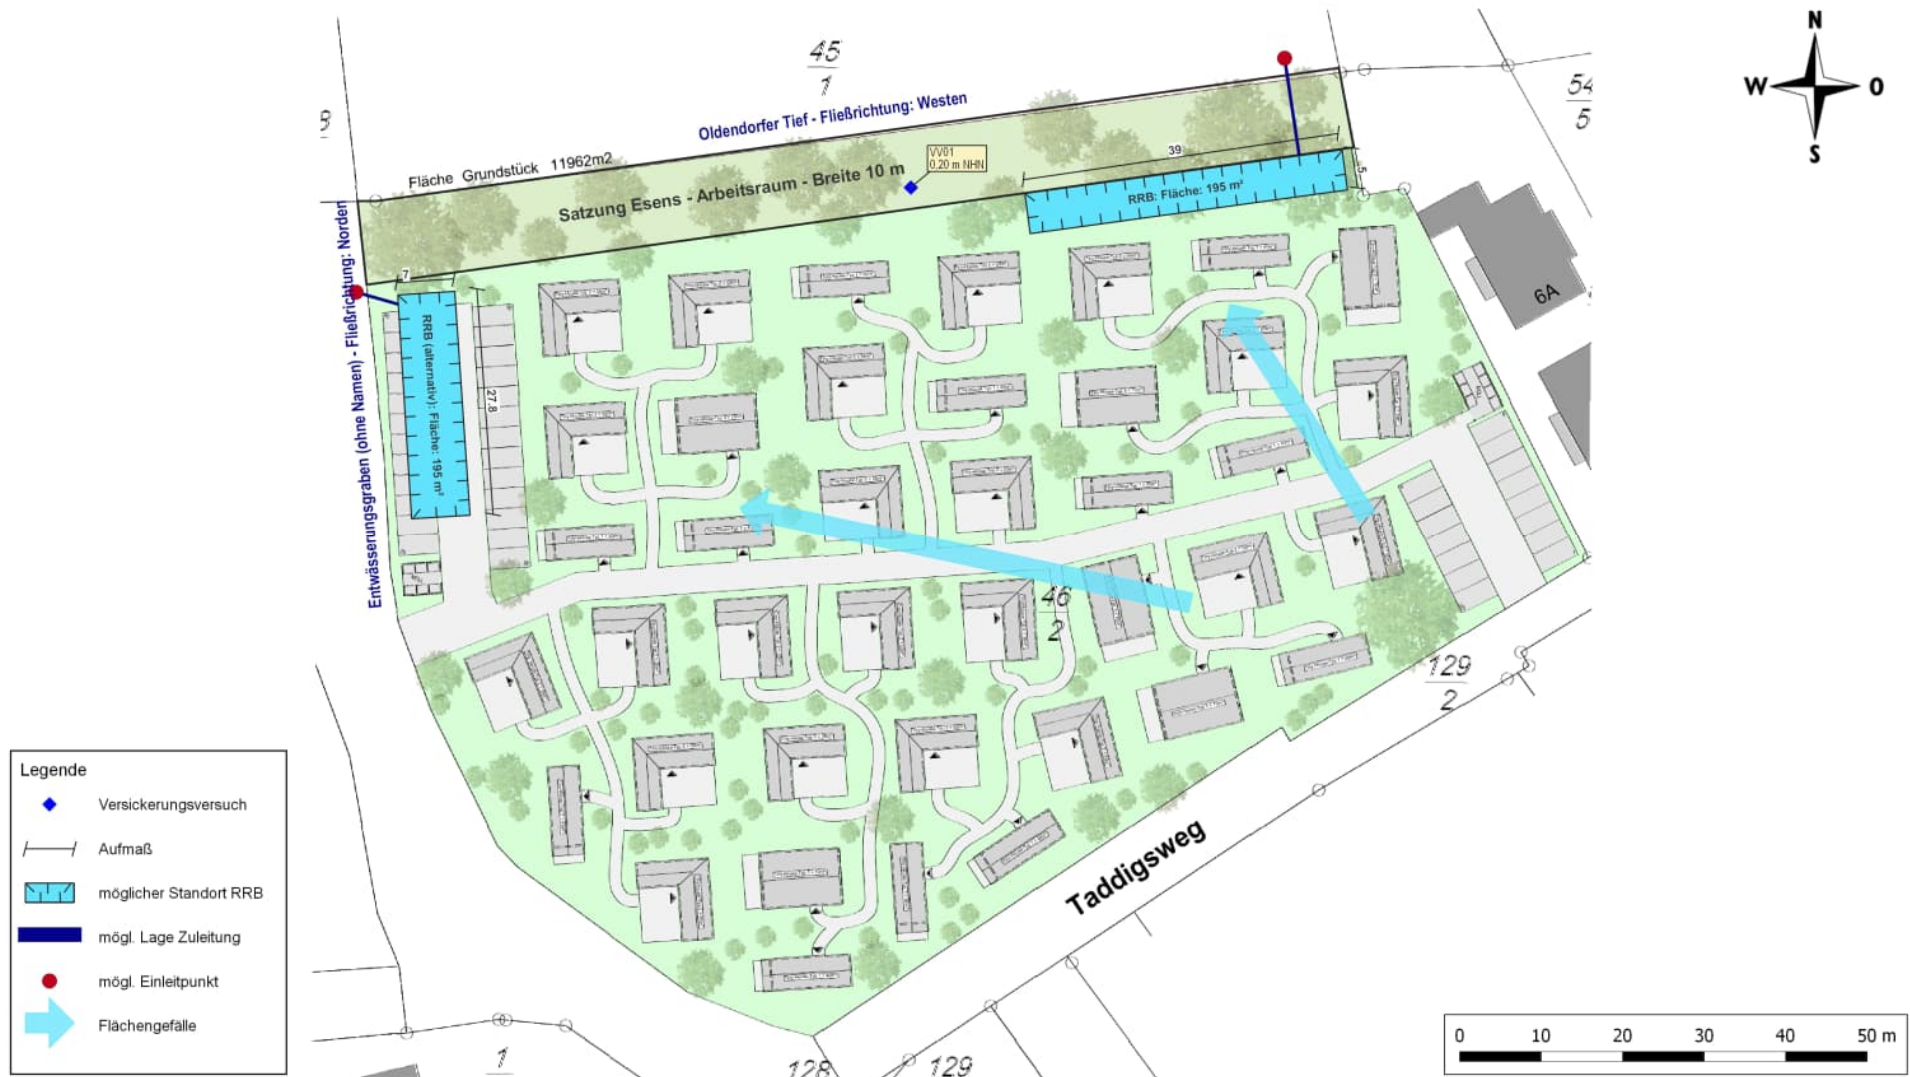 N
W
O
S
45
1
54
5
9
Oldendorfer Tief - Fließrichtung: Westen
Fläche Grundstück 11962m2
Satzung Esens - Arbeitsraum - Breite 10 m
VV01
0,20 m NHN
39
5
RRB: Fläche: 195 m²
7
27.8
RRB (alternativ): Fläche: 195 m²
Entwässerungsgraben (ohne Namen) - Fließrichtung: Norden
6A
46
2
129
2
Taddigsweg
1
128
129
Legende
Versickerungsversuch
Aufmaß
möglicher Standort RRB
mögl. Lage Zuleitung
mögl. Einleitpunkt
Flächengefälle
0 10 20 30 40 50 m